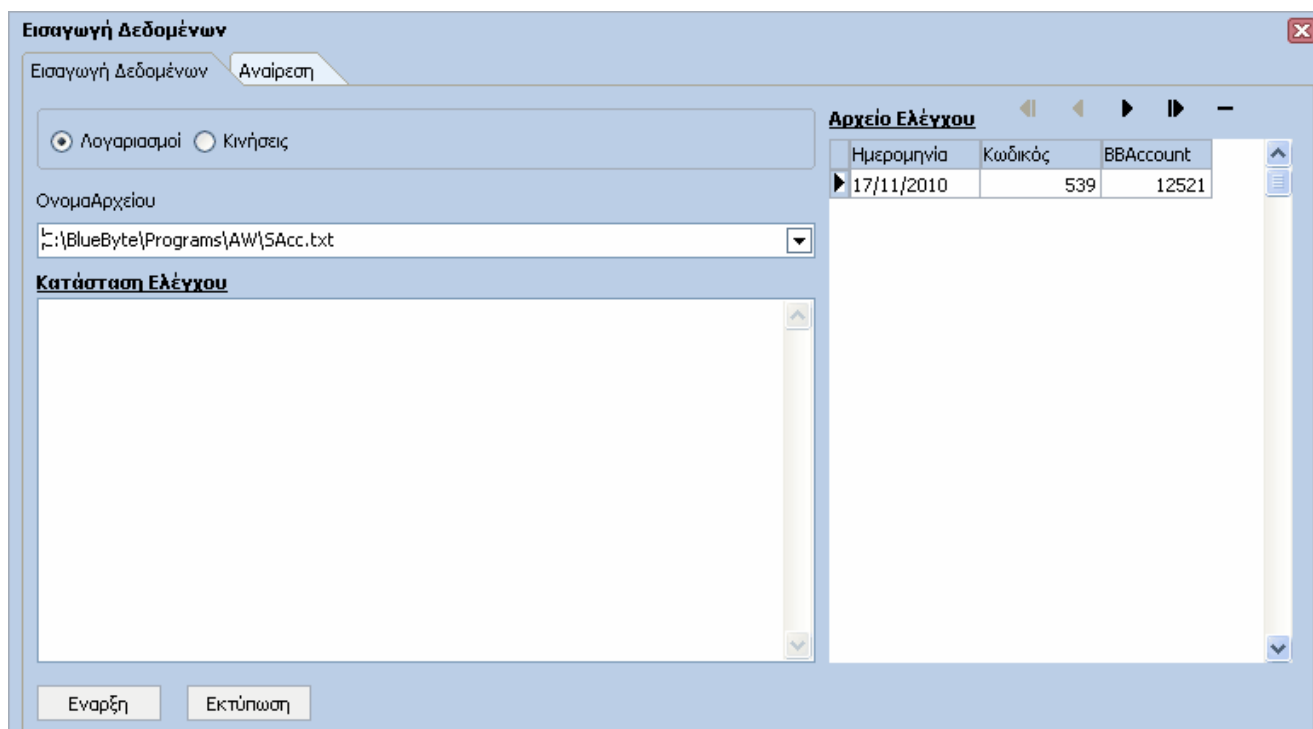 Εισαγωγή Δεδομένων
Εισαγωγή Δεδομένων Αναίρεση
Λογαριασμοί Κινήσεις
ΟνομαΑρχείου
C:\BlueByte\Programs\AW\SAcc.txt
Κατάσταση Ελέγχου
Εναρξη Εκτύπωση
Αρχείο Ελέγχου
Ημερομηνία Κωδικός BBAccount
17/11/2010 539 12521